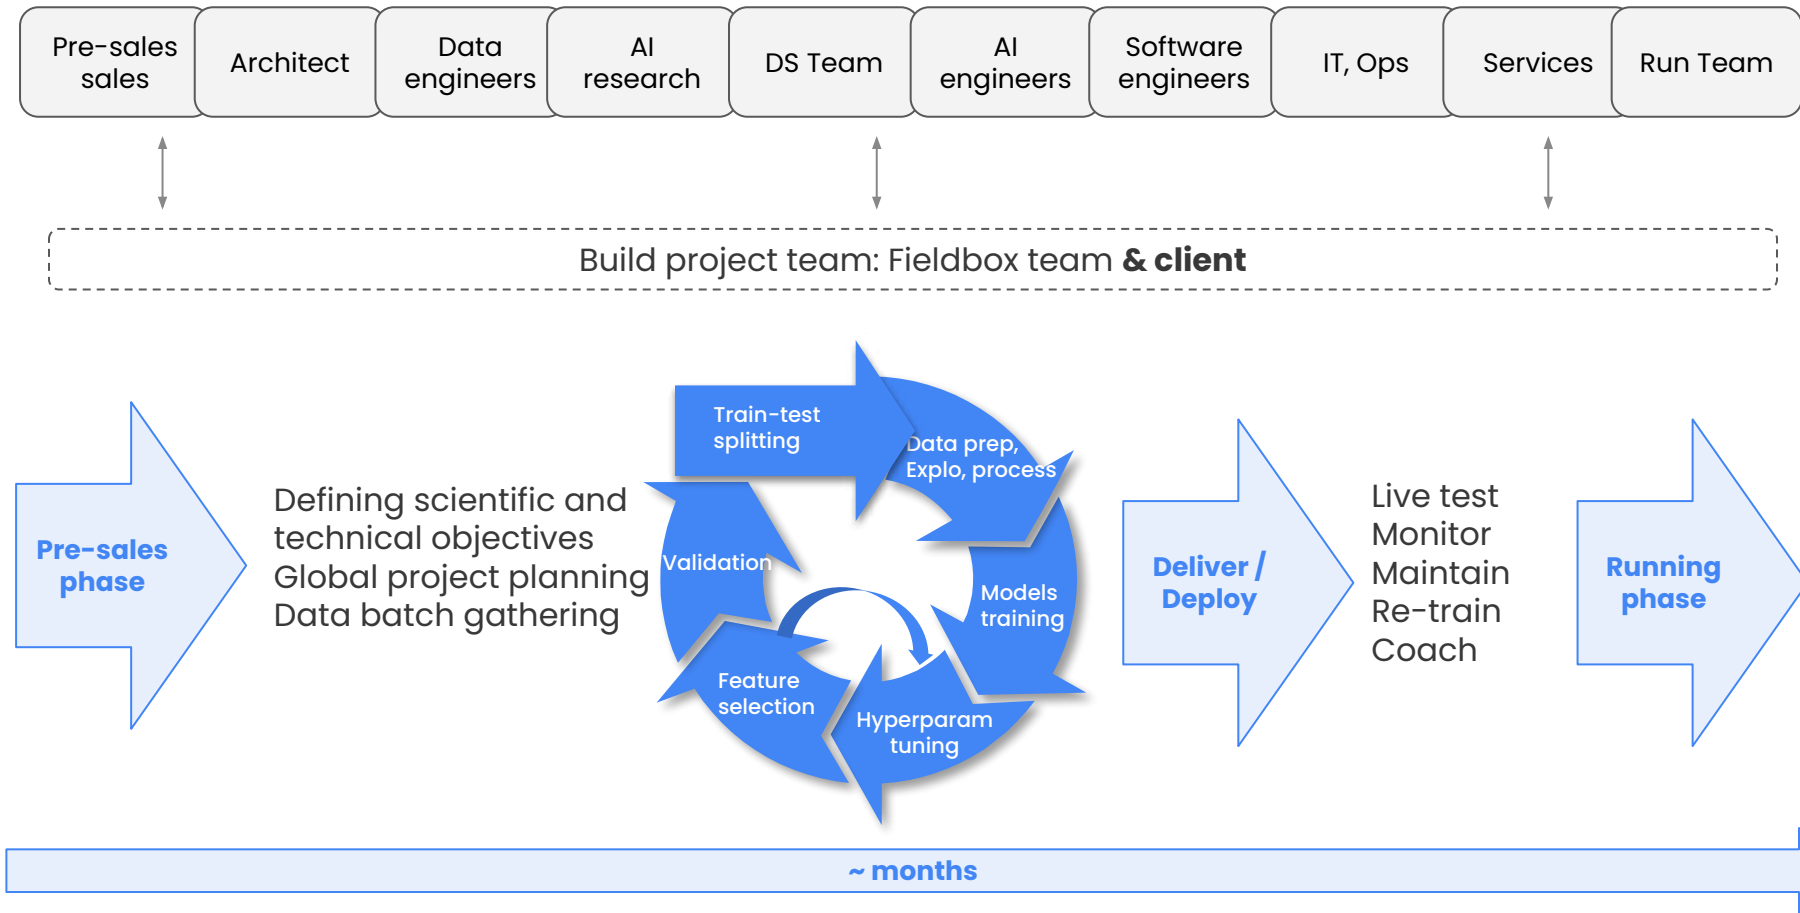 Pre-sales
sales
Architect
Data
engineers
AI
research
DS Team
AI
engineers
Software
engineers
IT, Ops
Services
Run Team
Build project team: Fieldbox team & client
Train-test
splitting
Data prep,
Explo, process
Models
training
Hyperparam
tuning
Feature
selection
Validation
Pre-sales
phase
Defining scientific and
technical objectives
Global project planning
Data batch gathering
Deliver /
Deploy
Live test
Monitor
Maintain
Re-train
Coach
Running
phase
~ months